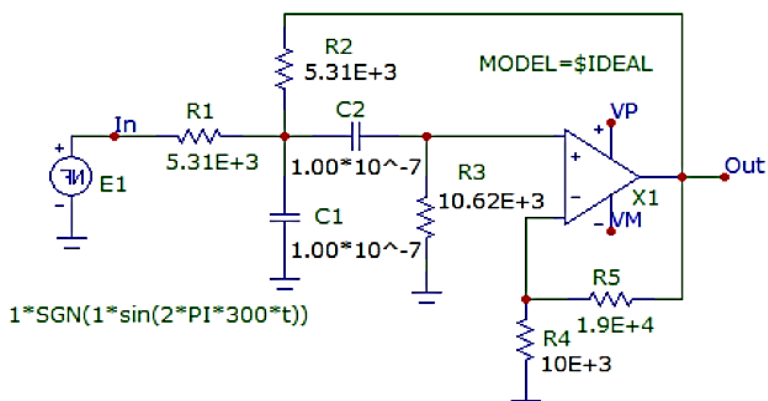 R2
5.31E+3
MODEL=$IDEAL
In
R1
5.31E+3
C2
1.00*10^-7
VP
+
+
E1
-
R3
10.62E+3
+
-
X1
Out
C1
1.00*10^-7
-
VM
1*SGN(1*sin(2*PI*300*t))
R5
1.9E+4
R4
10E+3